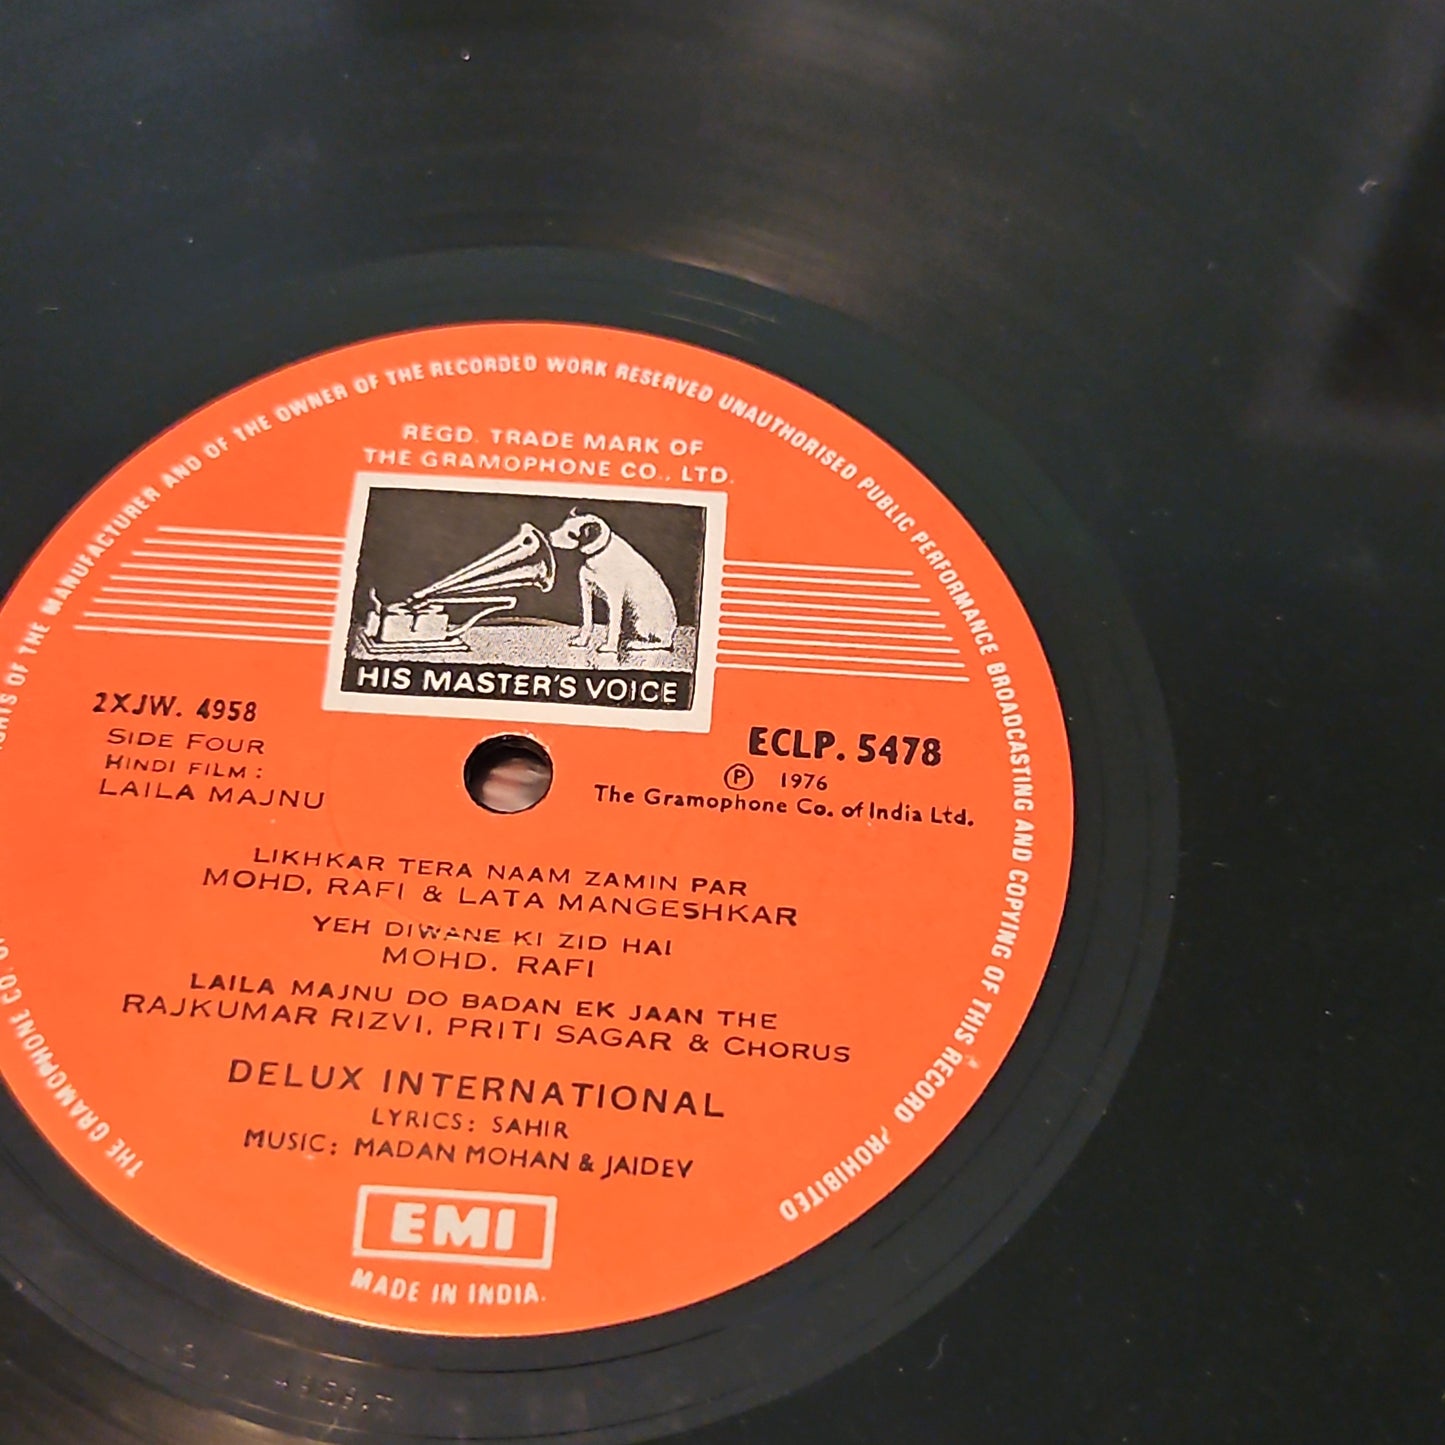 THE GRAMOPHONE CO.
RIGHTS OF THE MANUFACTURER AND OF THE OWNER OF THE RECORDED WORK RESERVED UNAUTHORISED PUBLIC PERFORMANCE BROADCASTING AND COPYING OF THIS RECORD PROHIBITED
REGD. TRADE MARK OF
THE GRAMOPHONE CO., LTD.
HIS MASTER'S VOICE
2XJW. 4958
SIDE FOUR
HINDI FILM :
LAILA MAJNU
ECLP. 5478
℗ 1976
The Gramophone Co. of India Ltd.
LIKHKAR TERA NAAM ZAMIN PAR
MOHD. RAFI & LATA MANGESHKAR
YEH DIWANE KI ZID HAI
MOHD. RAFI
LAILA MAJNU DO BADAN EK JAAN THE
RAJKUMAR RIZVI, PRITI SAGAR & CHORUS
DELUX INTERNATIONAL
LYRICS: SAHIR
MUSIC: MADAN MOHAN & JAIDEV
EMI
MADE IN INDIA.